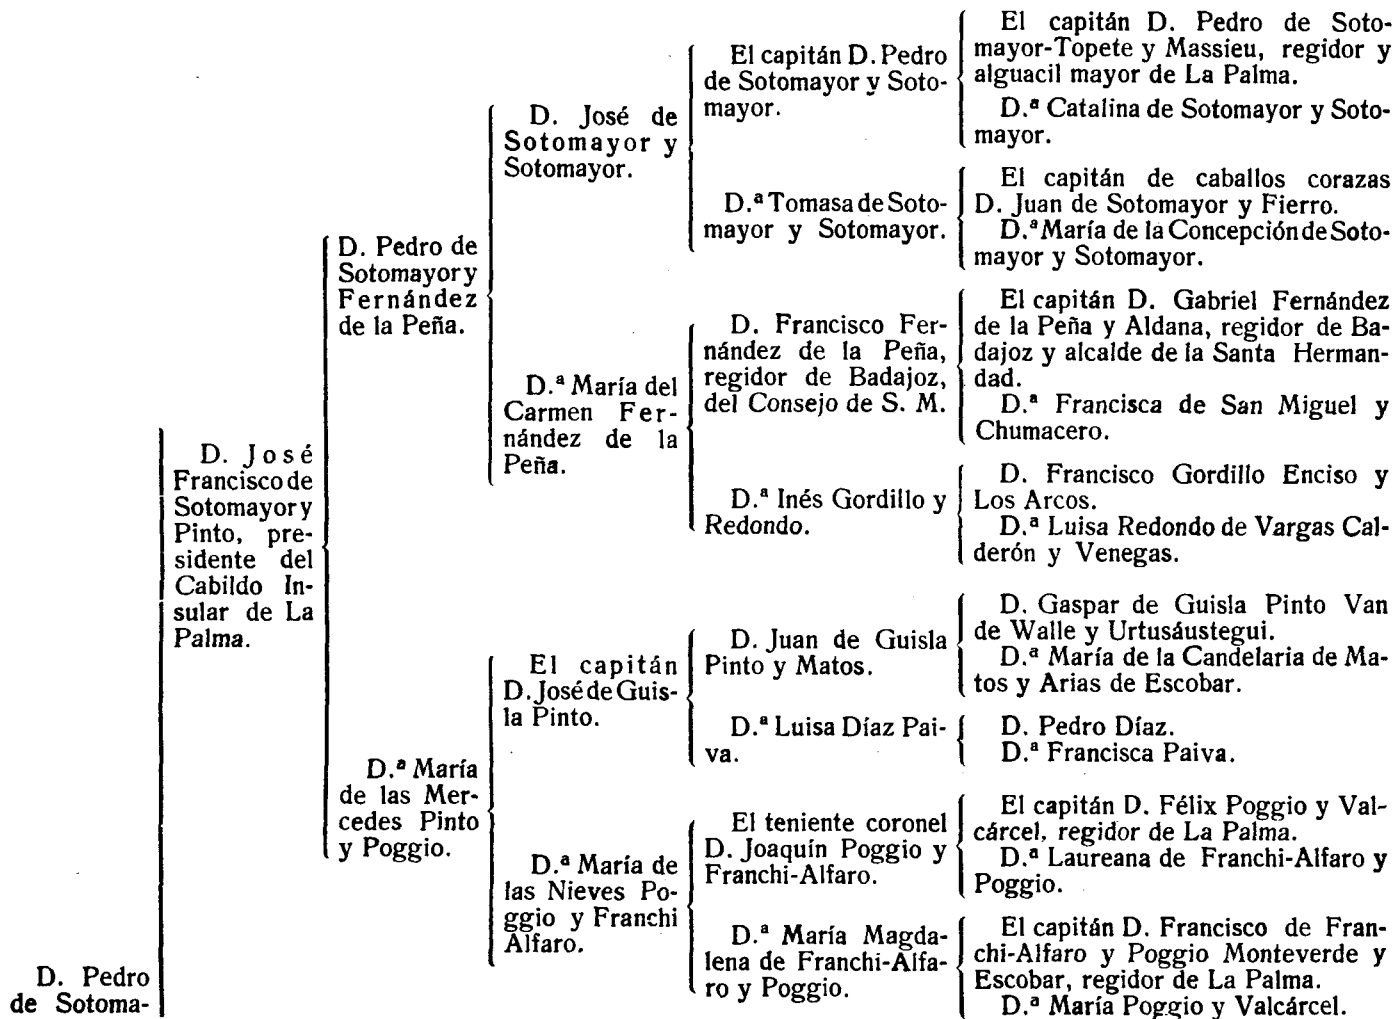 D. Pedro
de Sotoma-
D. José
Francisco de
Sotomayor y
Pinto, pre-
sidente del
Cabildo In-
sular de La
Palma.
D. Pedro de
Sotomayor y
Fernández
de la Peña.
D.ª María
de las Mer-
cedes Pinto
y Poggio.
D. José de
Sotomayor y
Sotomayor.
D.ª María del
Carmen Fer-
nández de la
Peña.
El capitán
D. José de Guis-
la Pinto.
D.ª María de
las Nieves Po-
ggio y Franchi
Alfaro.
El capitán D. Pedro
de Sotomayor y Soto-
mayor.
D.ª Tomasa de Soto-
mayor y Sotomayor.
D. Francisco Fer-
nández de la Peña,
regidor de Badajoz,
del Consejo de S. M.
D.ª Inés Gordillo y
Redondo.
D. Juan de Guisla
Pinto y Matos.
D.ª Luisa Díaz Pai-
va.
El teniente coronel
D. Joaquín Poggio y
Franchi-Alfaro.
D.ª María Magda-
lena de Franchi-Alfa-
ro y Poggio.
El capitán D. Pedro de Soto-
mayor-Topete y Massieu, regidor y
alguacil mayor de La Palma.
D.ª Catalina de Sotomayor y Soto-
mayor.
El capitán de caballos corazas
D. Juan de Sotomayor y Fierro.
D.ª María de la Concepción de Soto-
mayor y Sotomayor.
El capitán D. Gabriel Fernández
de la Peña y Aldana, regidor de Ba-
dajoz y alcalde de la Santa Herman-
dad.
D.ª Francisca de San Miguel y
Chumacero.
D. Francisco Gordillo Enciso y
Los Arcos.
D.ª Luisa Redondo de Vargas Cal-
derón y Venegas.
D. Gaspar de Guisla Pinto Van
de Walle y Urtusáustegui.
D.ª María de la Candelaria de Ma-
tos y Arias de Escobar.
D. Pedro Díaz.
D.ª Francisca Paiva.
El capitán D. Félix Poggio y Val-
cárcel, regidor de La Palma.
D.ª Laureana de Franchi-Alfaro y
Poggio.
El capitán D. Francisco de Fran-
chi-Alfaro y Poggio Monteverde y
Escobar, regidor de La Palma.
D.ª María Poggio y Valcárcel.